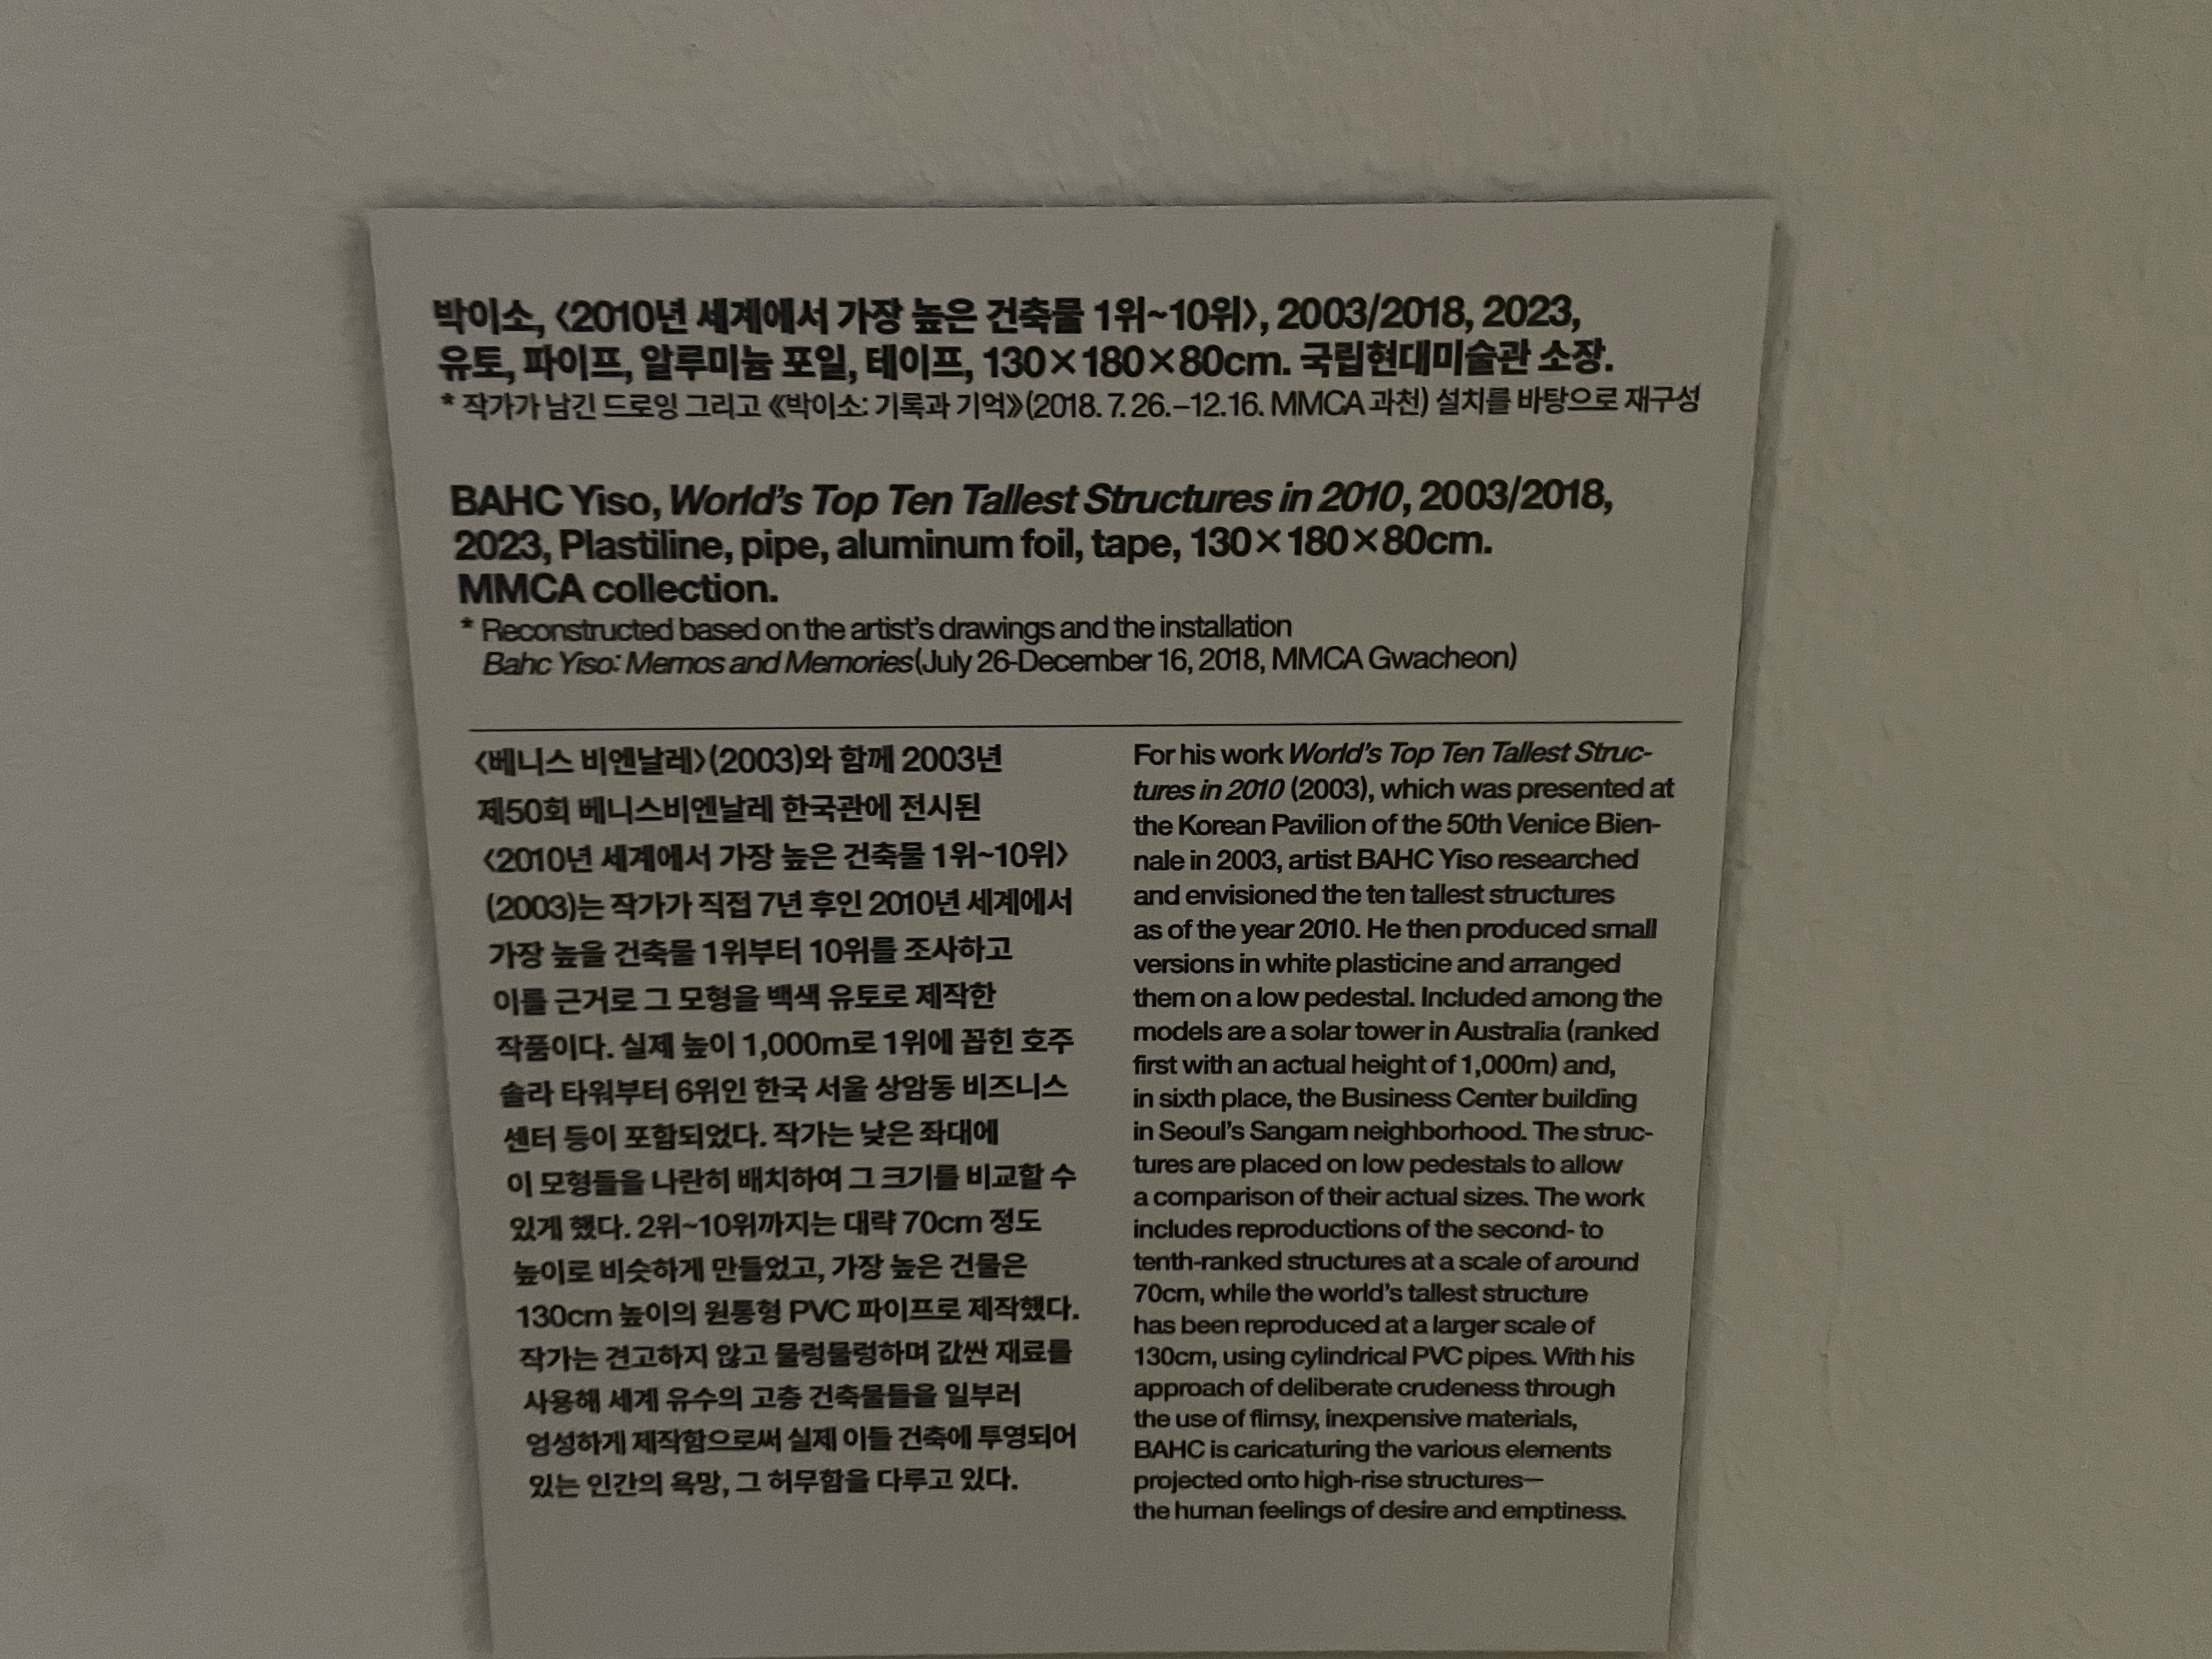 박이소, 〈2010년 세계에서 가장 높은 건축물 1위~10위〉, 2003/2018, 2023,
유토, 파이프, 알루미늄 포일, 테이프, 130×180×80cm. 국립현대미술관 소장.
* 작가가 남긴 드로잉 그리고 《박이소: 기록과 기억》(2018. 7. 26.–12.16. MMCA 과천) 설치를 바탕으로 재구성
BAHC Yiso, World's Top Ten Tallest Structures in 2010, 2003/2018,
2023, Plastiline, pipe, aluminum foil, tape, 130×180×80cm.
MMCA collection.
* Reconstructed based on the artist's drawings and the installation
Bahc Yiso: Memos and Memories(July 26-December 16, 2018, MMCA Gwacheon)
〈베니스 비엔날레〉(2003)와 함께 2003년
제50회 베니스비엔날레 한국관에 전시된
〈2010년 세계에서 가장 높은 건축물 1위~10위〉
(2003)는 작가가 직접 7년 후인 2010년 세계에서
가장 높을 건축물 1위부터 10위를 조사하고
이를 근거로 그 모형을 백색 유토로 제작한
작품이다. 실제 높이 1,000m로 1위에 꼽힌 호주
솔라 타워부터 6위인 한국 서울 상암동 비즈니스
센터 등이 포함되었다. 작가는 낮은 좌대에
이 모형들을 나란히 배치하여 그 크기를 비교할 수
있게 했다. 2위~10위까지는 대략 70cm 정도
높이로 비슷하게 만들었고, 가장 높은 건물은
130cm 높이의 원통형 PVC 파이프로 제작했다.
작가는 견고하지 않고 물렁물렁하며 값싼 재료를
사용해 세계 유수의 고층 건축물들을 일부러
엉성하게 제작함으로써 실제 이들 건축에 투영되어
있는 인간의 욕망, 그 허무함을 다루고 있다.
For his work World's Top Ten Tallest Struc-
tures in 2010 (2003), which was presented at
the Korean Pavilion of the 50th Venice Bien-
nale in 2003, artist BAHC Yiso researched
and envisioned the ten tallest structures
as of the year 2010. He then produced small
versions in white plasticine and arranged
them on a low pedestal. Included among the
models are a solar tower in Australia (ranked
first with an actual height of 1,000m) and,
in sixth place, the Business Center building
in Seoul's Sangam neighborhood. The struc-
tures are placed on low pedestals to allow
a comparison of their actual sizes. The work
includes reproductions of the second- to
tenth-ranked structures at a scale of around
70cm, while the world's tallest structure
has been reproduced at a larger scale of
130cm, using cylindrical PVC pipes. With his
approach of deliberate crudeness through
the use of flimsy, inexpensive materials,
BAHC is caricaturing the various elements
projected onto high-rise structures—
the human feelings of desire and emptiness.